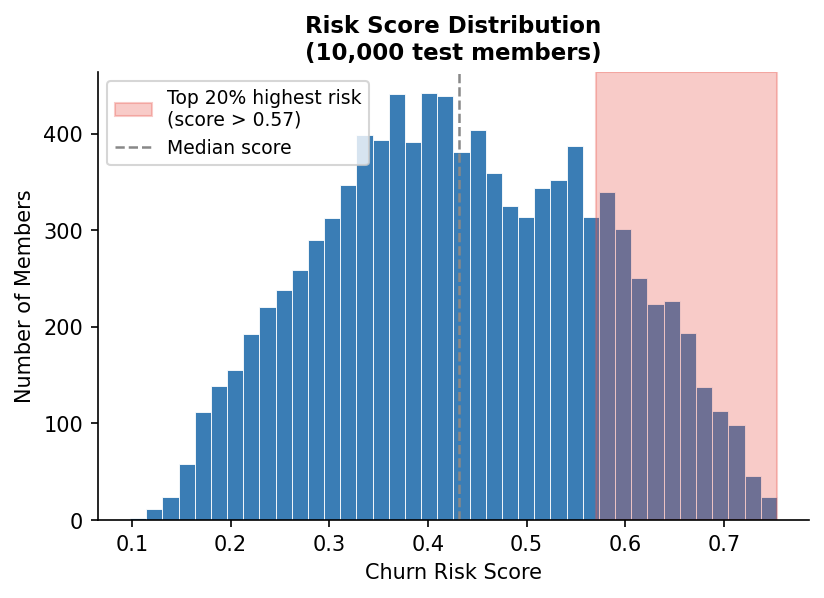 Risk Score Distribution
(10,000 test members)
Top 20% highest risk
(score > 0.57)
Median score
Number of Members
400
300
200
100
0
0.1 0.2 0.3 0.4 0.5 0.6 0.7
Churn Risk Score